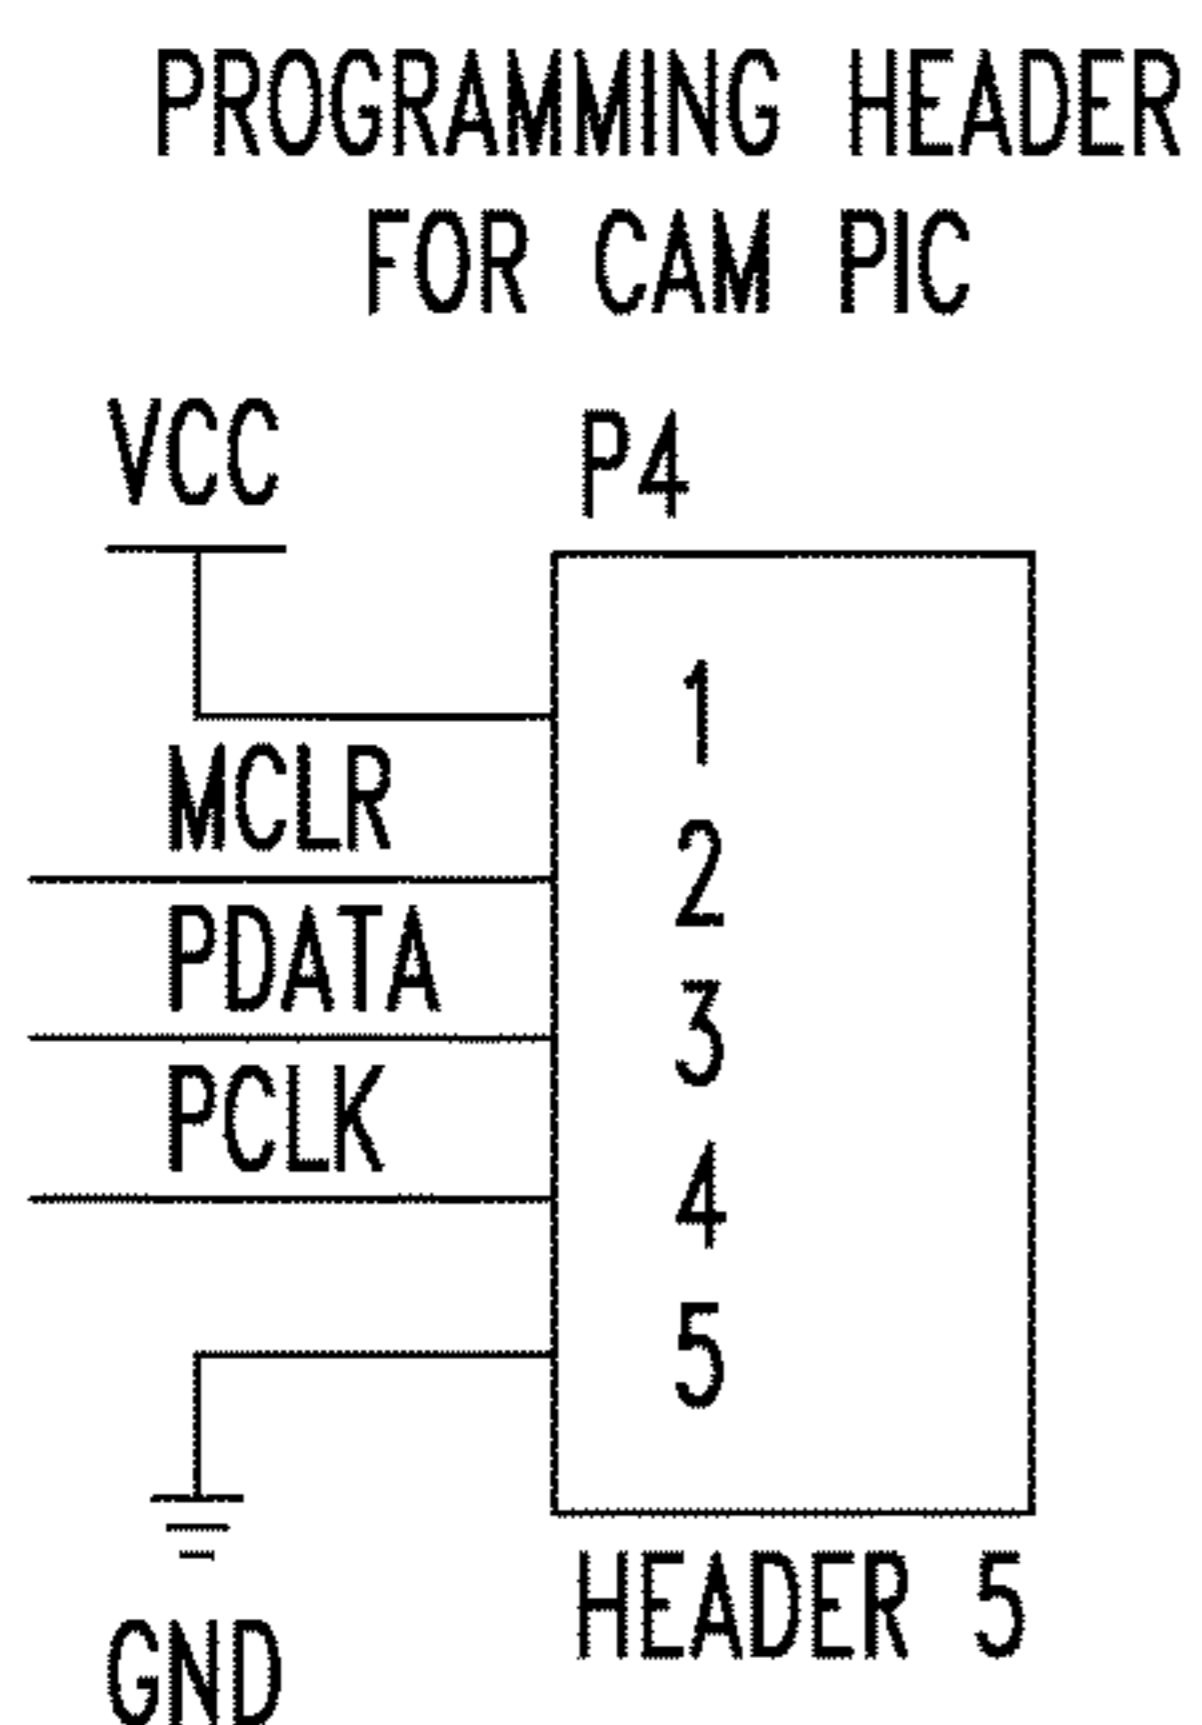 PROGRAMMING HEADER
FOR CAM PIC
VCC
P4
1
MCLR
2
PDATA
3
PCLK
4
5
HEADER 5
GND